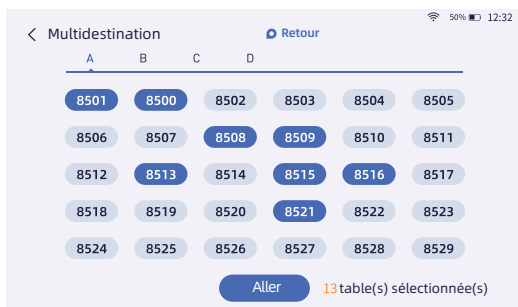 50% 12:32
Multidestination Retour
A B C D
8501 8500 8502 8503 8504 8505
8506 8507 8508 8509 8510 8511
8512 8513 8514 8515 8516 8517
8518 8519 8520 8521 8522 8523
8524 8525 8526 8527 8528 8529
Aller 13 table(s) sélectionnée(s)